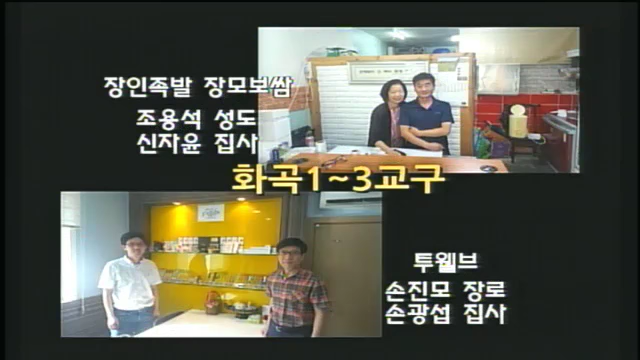 장인족발 장모보쌈
조용석 성도
신자윤 집사
화곡1~3교구
투웰브
손진모 장로
손광섭 집사